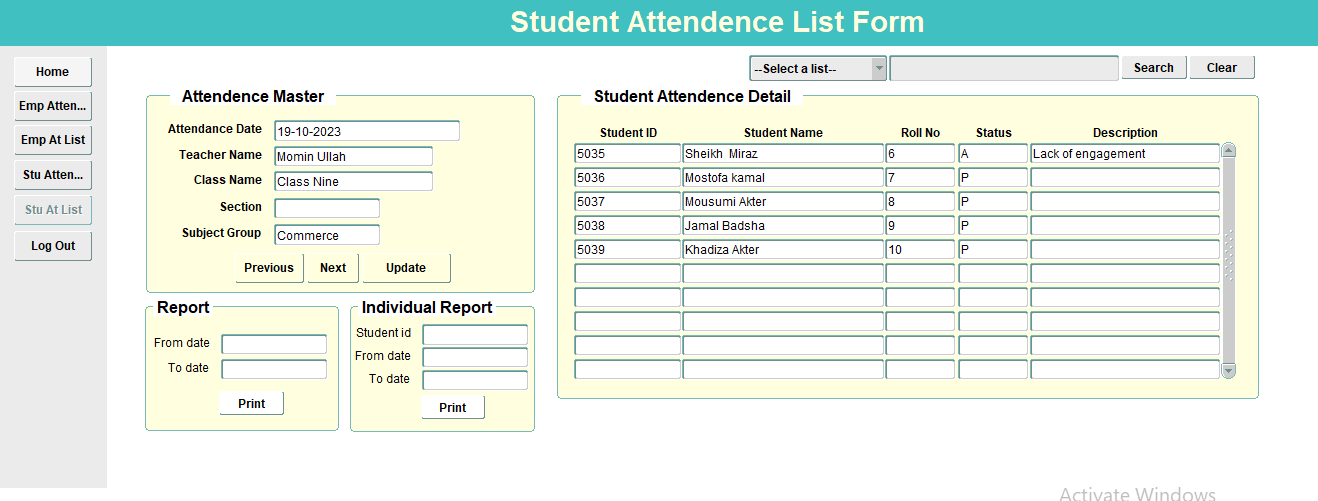 Student Attendence List Form
Home
Emp Atten...
Emp At List
Stu Atten...
Stu At List
Log Out
--Select a list--
Search
Clear
Attendence Master
Attendance Date 19-10-2023
Teacher Name Momin Ullah
Class Name Class Nine
Section
Subject Group Commerce
Previous Next Update
Report
From date
To date
Print
Individual Report
Student id
From date
To date
Print
Student Attendence Detail
Student ID Student Name Roll No Status Description
5035 Sheikh  Miraz 6 A Lack of engagement
5036 Mostofa kamal 7 P
5037 Mousumi Akter 8 P
5038 Jamal Badsha 9 P
5039 Khadiza Akter 10 P
Activate Windows